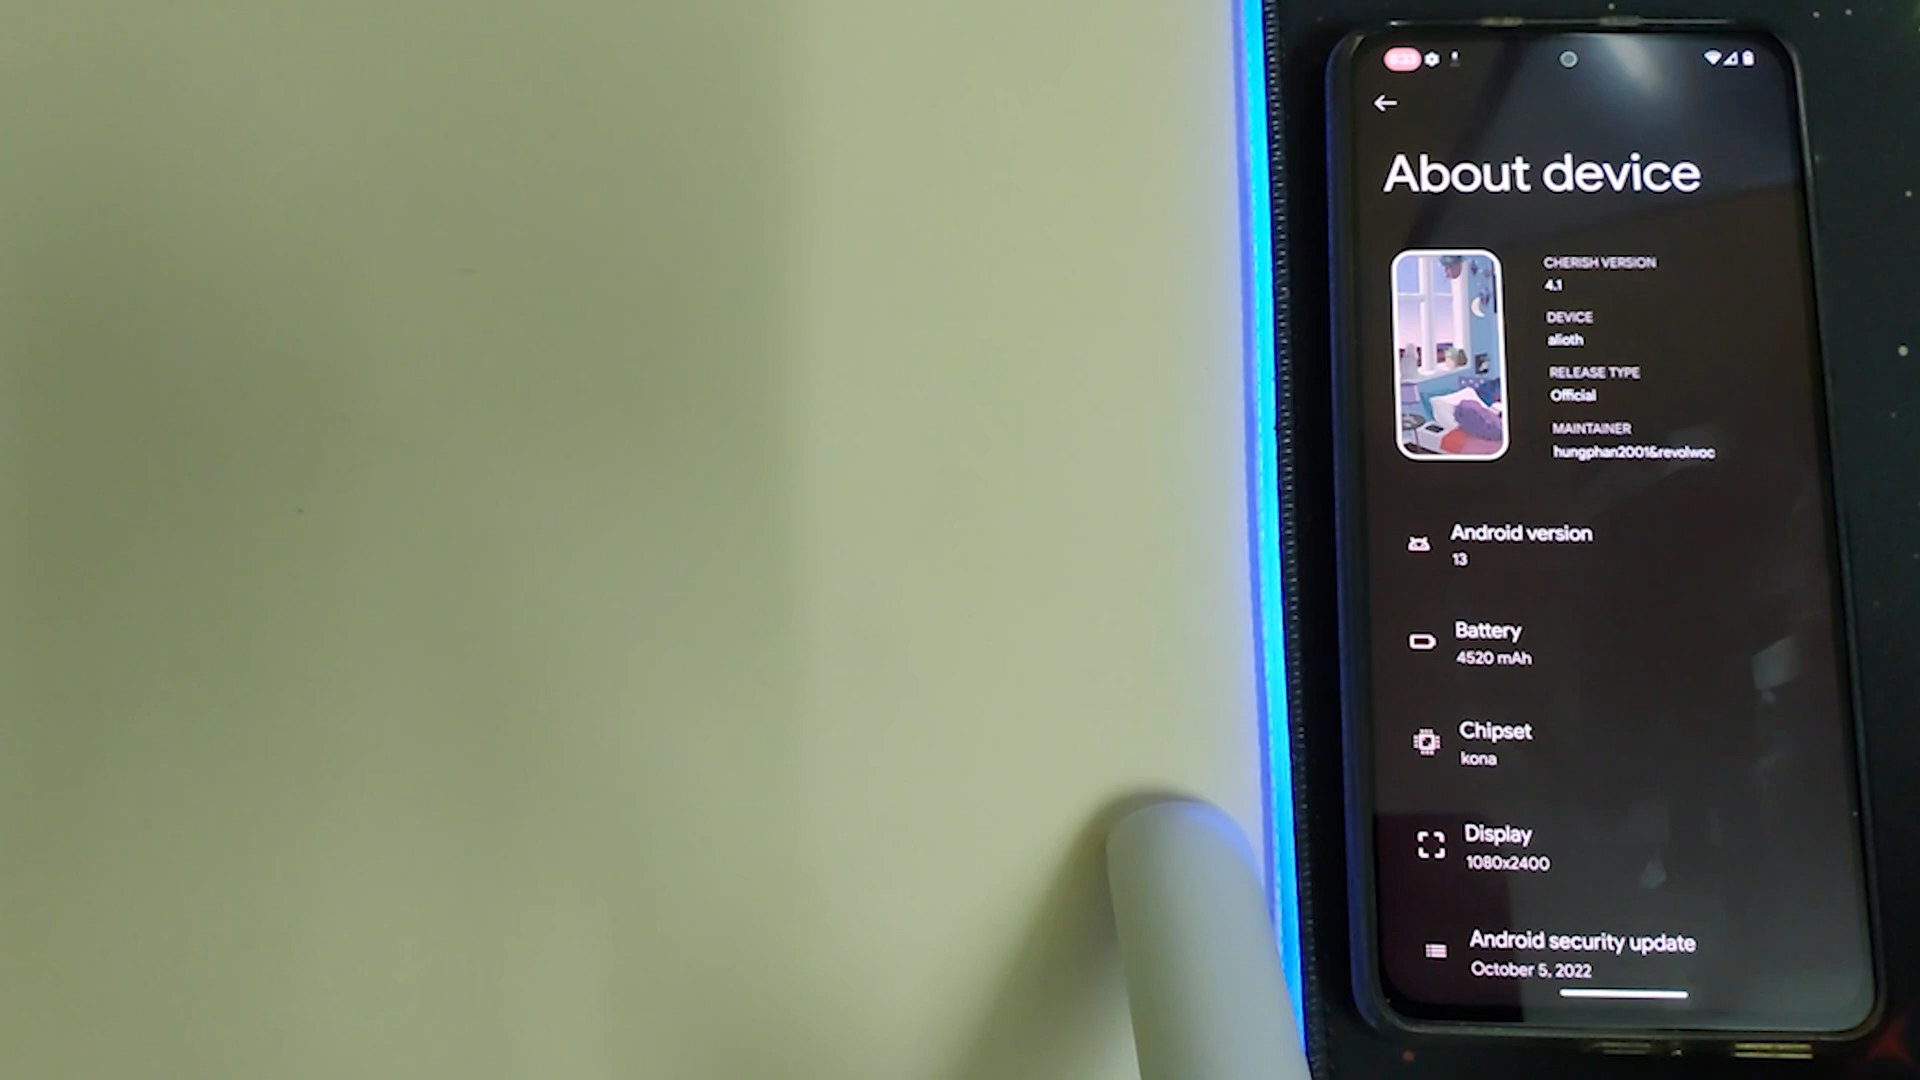 About device
CHERISH VERSION
4.1
DEVICE
alioth
RELEASE TYPE
Official
MAINTAINER
hungphan2001&revolwoc
Android version
13
Battery
4520 mAh
Chipset
kona
Display
1080x2400
Android security update
October 5, 2022